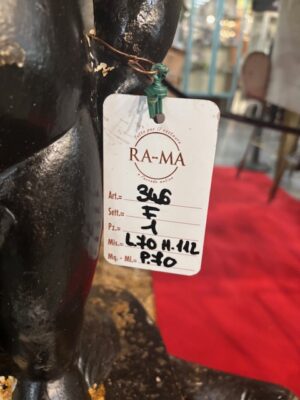 RA-MA
Art.= 346
Sett.= F
Pz.= 1
Mis.= L.70 H.112
Mq. - Ml.= P.70